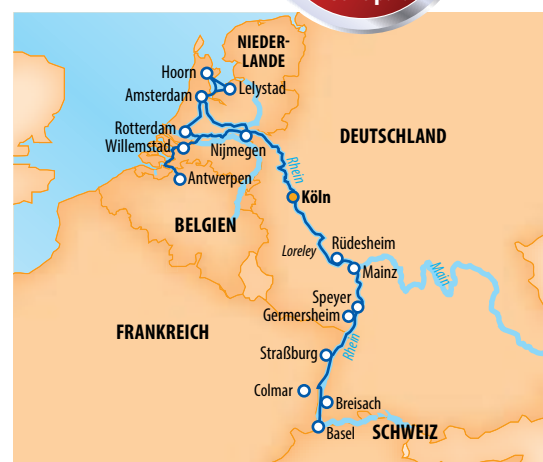 NIEDER-
LANDE
Hoorn
Lelystad
Amsterdam
Rotterdam
Willemstad
Nijmegen
DEUTSCHLAND
Rhein
Antwerpen
Köln
BELGIEN
Loreley
Rüdesheim
Mainz
Main
Speyer
Germersheim
FRANKREICH
Rhein
Straßburg
Colmar
Breisach
Basel
SCHWEIZ